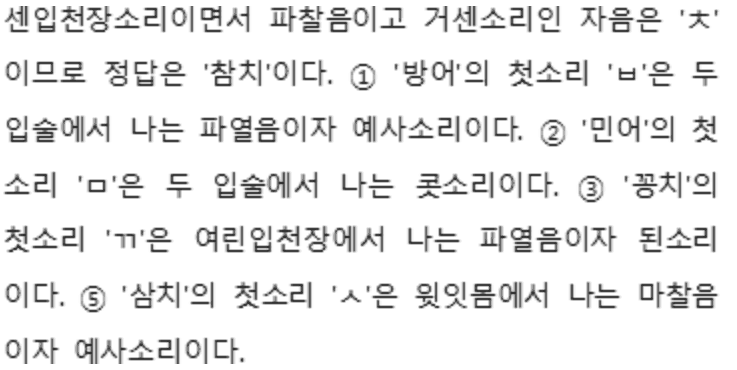 센입천장소리이면서 파찰음이고 거센소리인 자음은 'ㅊ'
이므로 정답은 '참치'이다. ① '방어'의 첫소리 'ㅂ'은 두
입술에서 나는 파열음이자 예사소리이다. ② '민어'의 첫
소리 'ㅁ'은 두 입술에서 나는 콧소리이다. ③ '꽁치'의
첫소리 'ㄲ'은 여린입천장에서 나는 파열음이자 된소리
이다. ⑤ '삼치'의 첫소리 'ㅅ'은 윗잇몸에서 나는 마찰음
이자 예사소리이다.